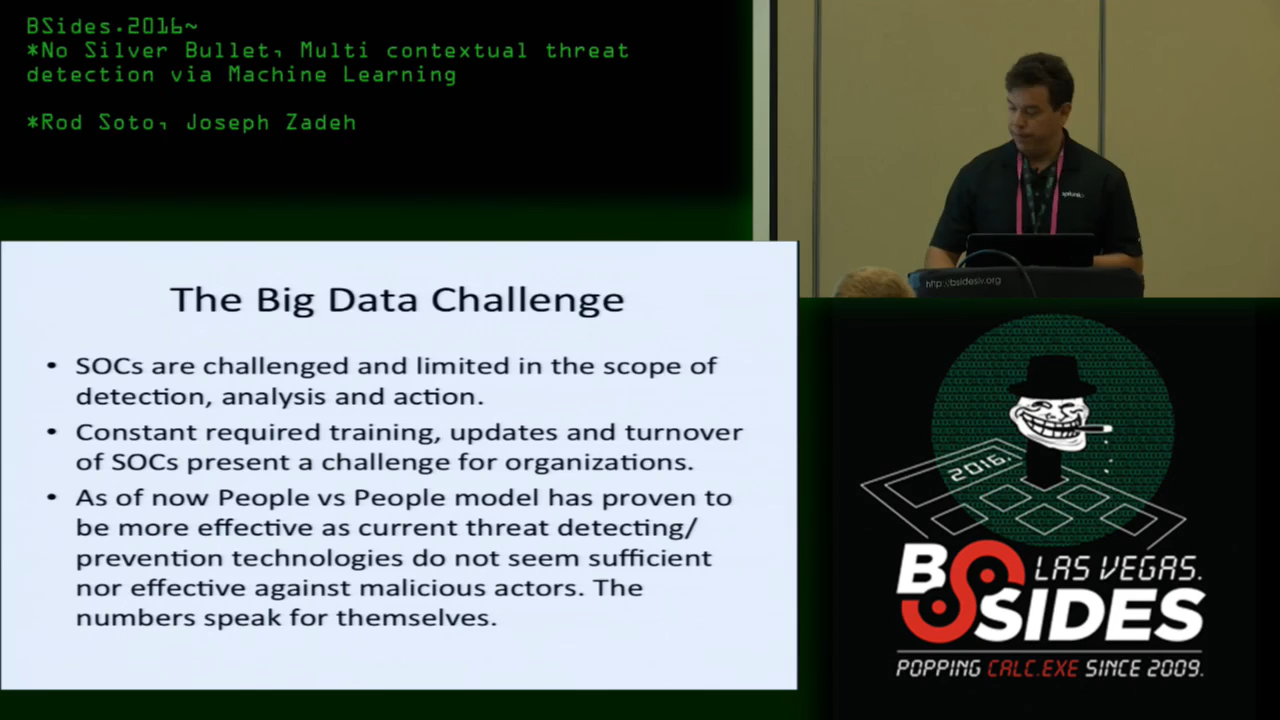 BSides.2016~
*No Silver Bullet, Multi contextual threat
detection via Machine Learning
*Rod Soto, Joseph Zadeh
splunk>
http://bsideslv.org
The Big Data Challenge
• SOCs are challenged and limited in the scope of
detection, analysis and action.
• Constant required training, updates and turnover
of SOCs present a challenge for organizations.
• As of now People vs People model has proven to
be more effective as current threat detecting/
prevention technologies do not seem sufficient
nor effective against malicious actors. The
numbers speak for themselves.
2016.
BSIDES
LAS VEGAS.
POPPING CALC.EXE SINCE 2009.